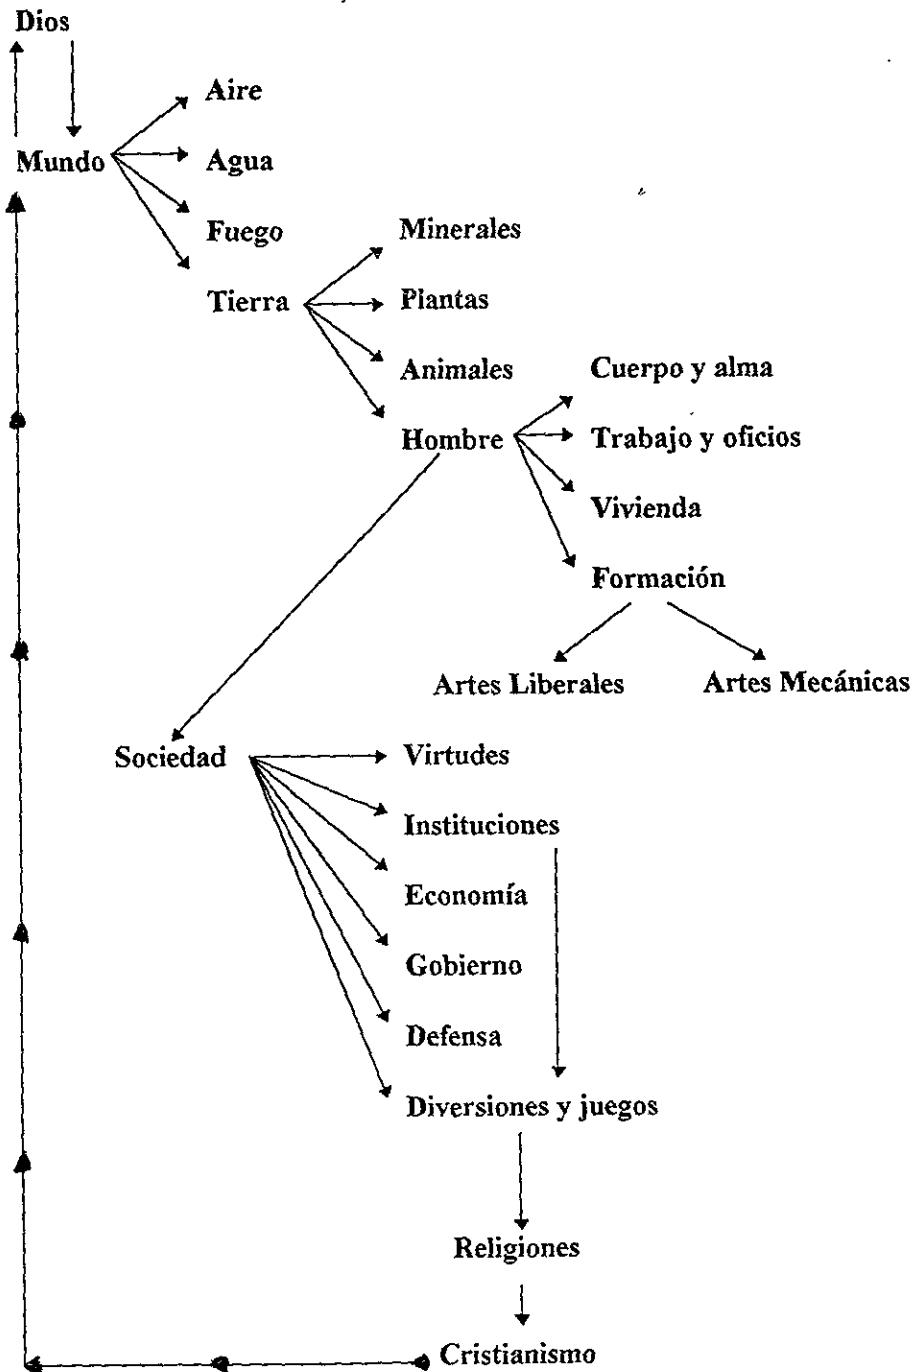 Dios
Aire
Mundo
Agua
Fuego
Minerales
Tierra
Plantas
Animales
Cuerpo y alma
Hombre
Trabajo y oficios
Vivienda
Formación
Artes Liberales
Artes Mecánicas
Sociedad
Virtudes
Instituciones
Economía
Gobierno
Defensa
Diversiones y juegos
Religiones
Cristianismo